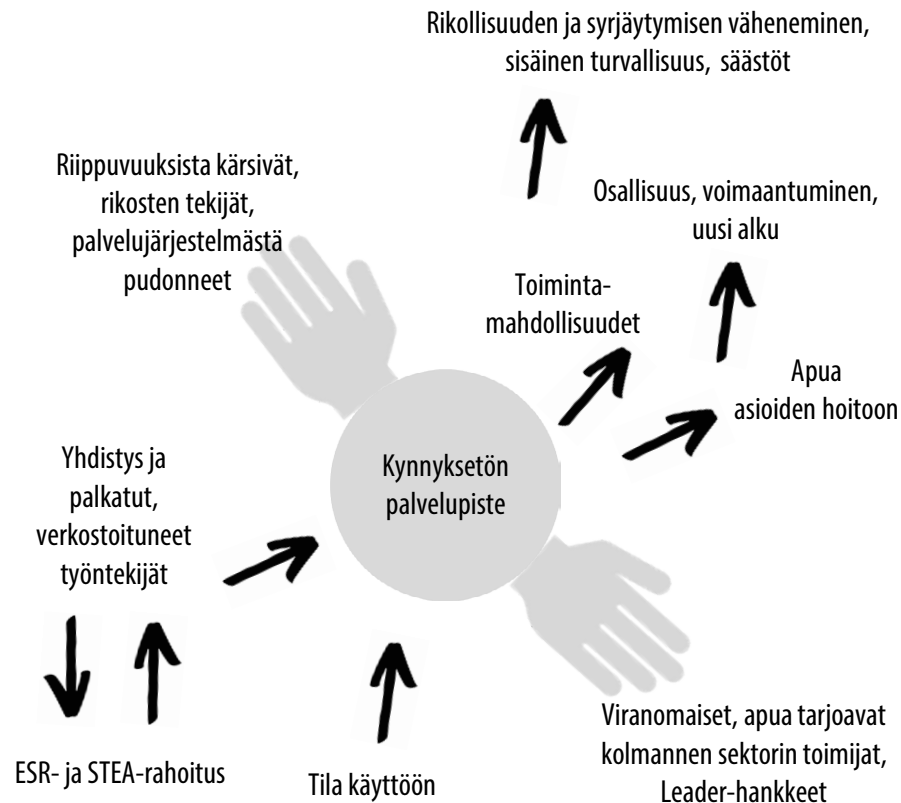 Rikollisuuden ja syrjäytymisen väheneminen,
sisäinen turvallisuus, säästöt
Riippuvuuksista kärsivät,
rikosten tekijät,
palvelujärjestelmästä
pudonneet
Osallisuus, voimaantuminen,
uusi alku
Toiminta-
mahdollisuudet
Apua
asioiden hoitoon
Yhdistys ja
palkatut,
verkostoituneet
työntekijät
Kynnyksetön
palvelupiste
ESR- ja STEA-rahoitus
Tila käyttöön
Viranomaiset, apua tarjoavat
kolmannen sektorin toimijat,
Leader-hankkeet